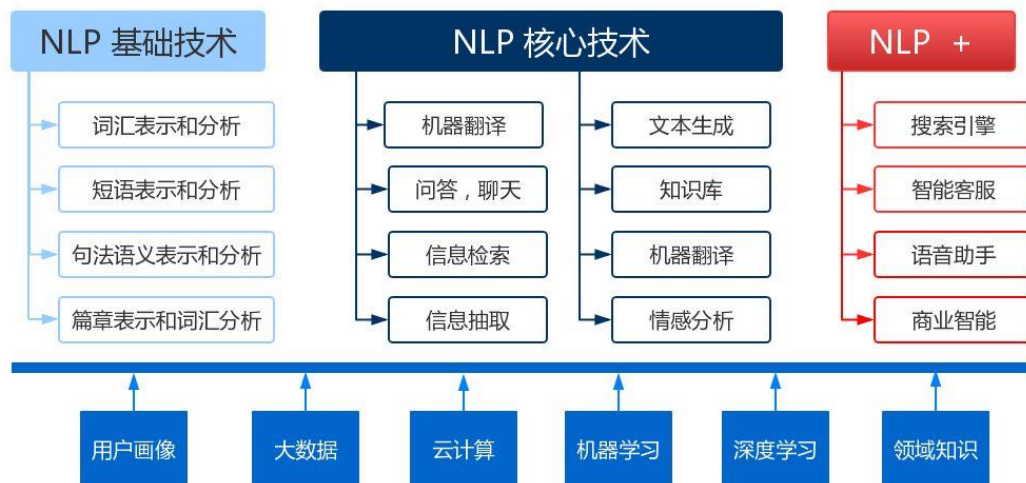 NLP 基础技术
NLP 核心技术
NLP +
词汇表示和分析
机器翻译
文本生成
搜索引擎
短语表示和分析
问答，聊天
知识库
智能客服
句法语义表示和分析
信息检索
机器翻译
语音助手
篇章表示和词汇分析
信息抽取
情感分析
商业智能
用户画像
大数据
云计算
机器学习
深度学习
领域知识